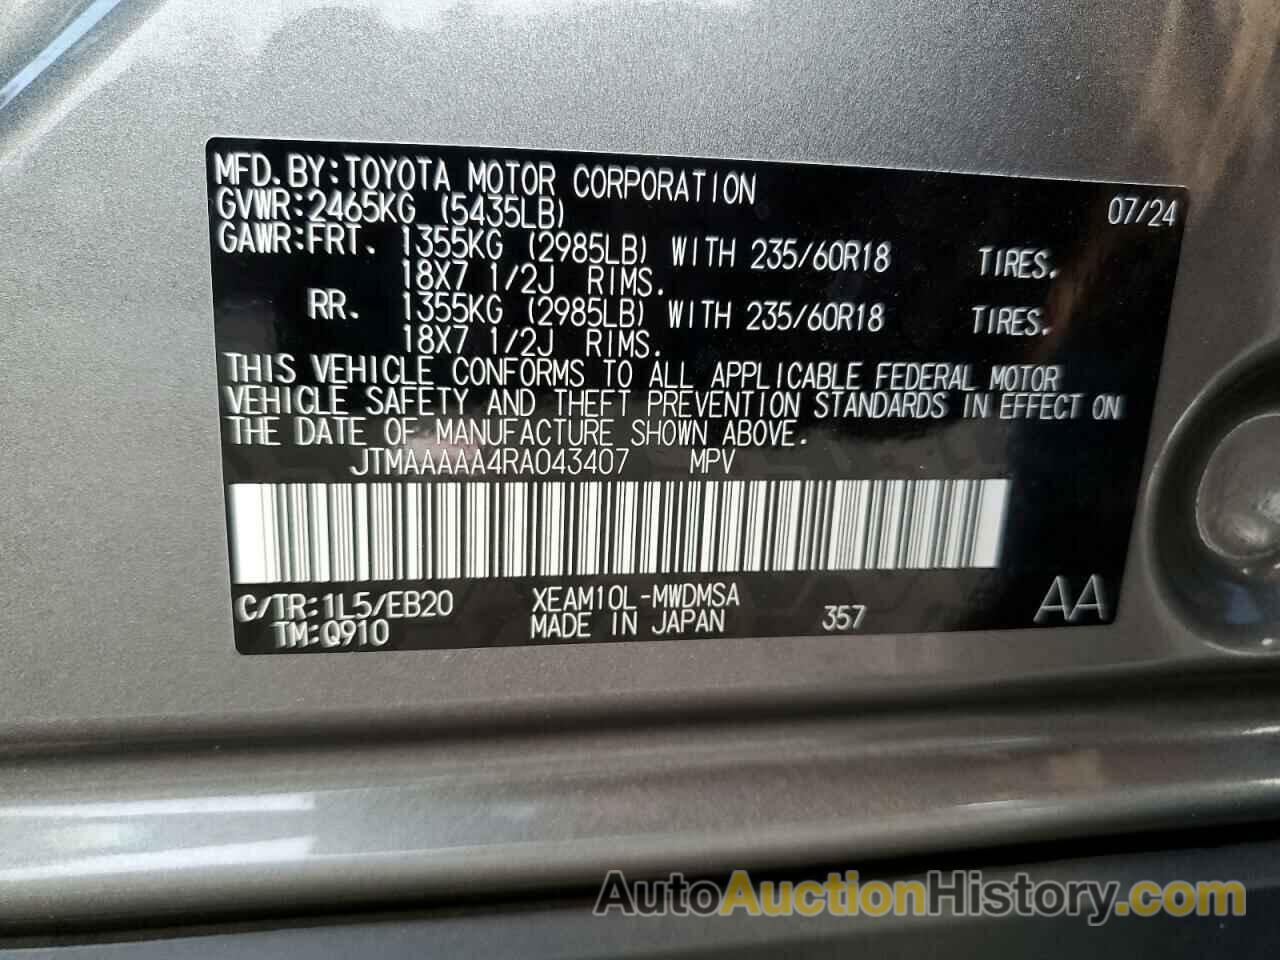 MFD.BY:TOYOTA MOTOR CORPORATION 07/24
GVWR:2465KG (5435LB)
GAWR:FRT. 1355KG (2985LB) WITH 235/60R18 TIRES.
18X7 1/2J RIMS.
RR. 1355KG (2985LB) WITH 235/60R18 TIRES.
18X7 1/2J RIMS.
THIS VEHICLE CONFORMS TO ALL APPLICABLE FEDERAL MOTOR
VEHICLE SAFETY AND THEFT PREVENTION STANDARDS IN EFFECT ON
THE DATE OF MANUFACTURE SHOWN ABOVE.
JTMAAAAA4RA043407 MPV
C/TR:1L5/EB20 XEAM10L-MWDMSA AA
TM:Q910 MADE IN JAPAN 357
AutoAuctionHistory.com